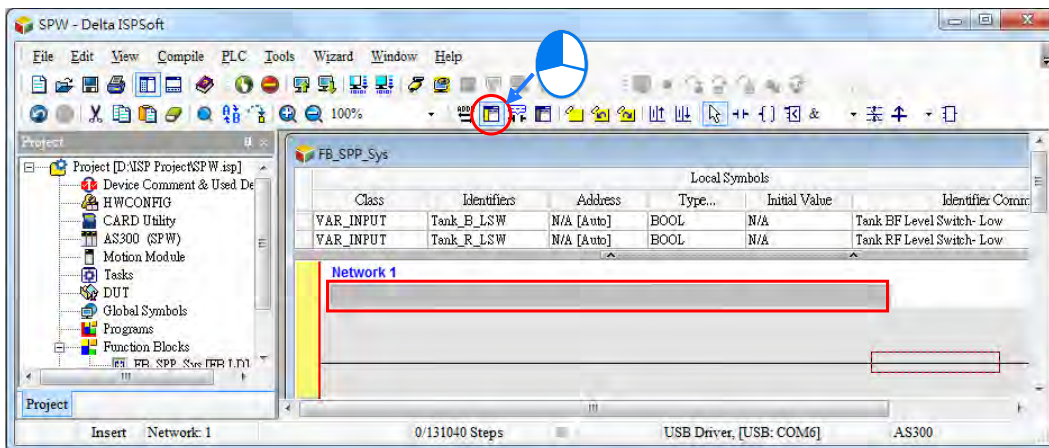 SPW - Delta ISPSoft
File Edit View Compile PLC Tools Wizard Window Help
100%
Project
Project [D:\ISP Project\SPW.isp]
Device Comment & Used De
HWCONFIG
CARD Utility
AS300 (SPW)
Motion Module
Tasks
DUT
Global Symbols
Programs
Function Blocks
FB_SPP_Sys [FB,LD]
Project
FB_SPP_Sys
Local Symbols
Class Identifiers Address Type... Initial Value Identifier Comm
VAR_INPUT Tank_B_LSW N/A [Auto] BOOL N/A Tank BF Level Switch- Low
VAR_INPUT Tank_R_LSW N/A [Auto] BOOL N/A Tank RF Level Switch- Low
Network 1
Insert Network: 1 0/131040 Steps USB Driver, [USB: COM6] AS300